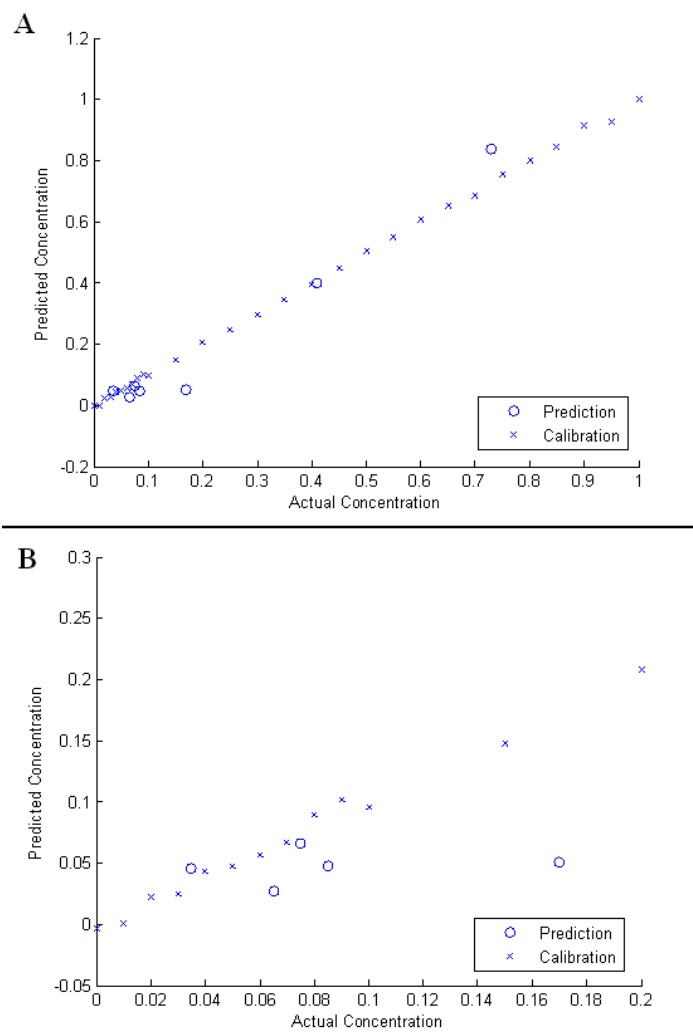 A
1.2
1
0.8
0.6
0.4
0.2
0
-0.2
Predicted Concentration
0 0.1 0.2 0.3 0.4 0.5 0.6 0.7 0.8 0.9 1
Actual Concentration
Prediction
Calibration
B
0.3
0.25
0.2
0.15
0.1
0.05
0
-0.05
Predicted Concentration
0 0.02 0.04 0.06 0.08 0.1 0.12 0.14 0.16 0.18 0.2
Actual Concentration
Prediction
Calibration